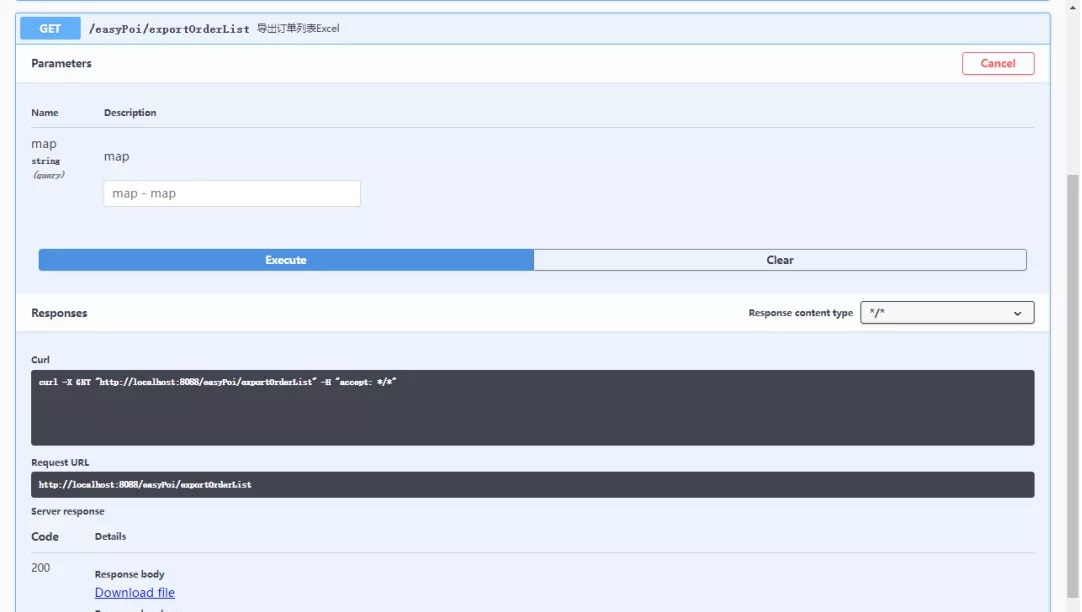 GET /easyPoi/exportOrderList 导出订单列表Excel
Parameters
Cancel
Name Description
map
string
(query)
map
map - map
Execute
Clear
Responses
Response content type
*/*
Curl
curl -X GET "http://localhost:8088/easyPoi/exportOrderList" -H "accept: */*"
Request URL
http://localhost:8088/easyPoi/exportOrderList
Server response
Code Details
200
Response body
Download file